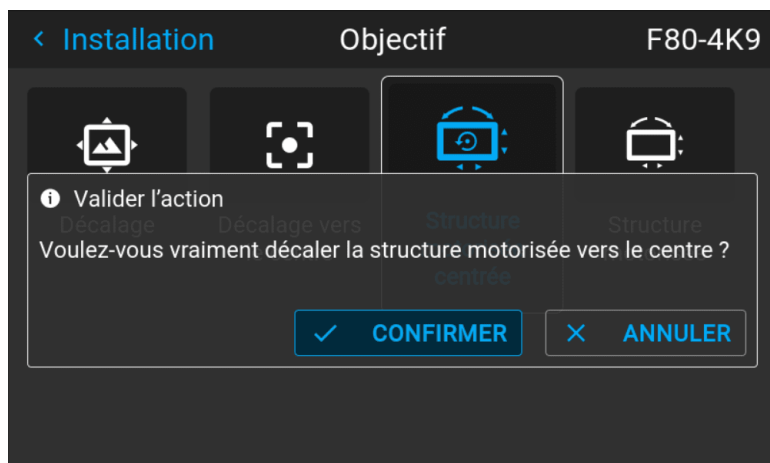 Installation Objectif F80-4K9
Valider l'action
Décalage Décalage vers Structure Structure
Voulez-vous vraiment décaler la structure motorisée vers le centre ?
centrée
CONFIRMER ANNULER